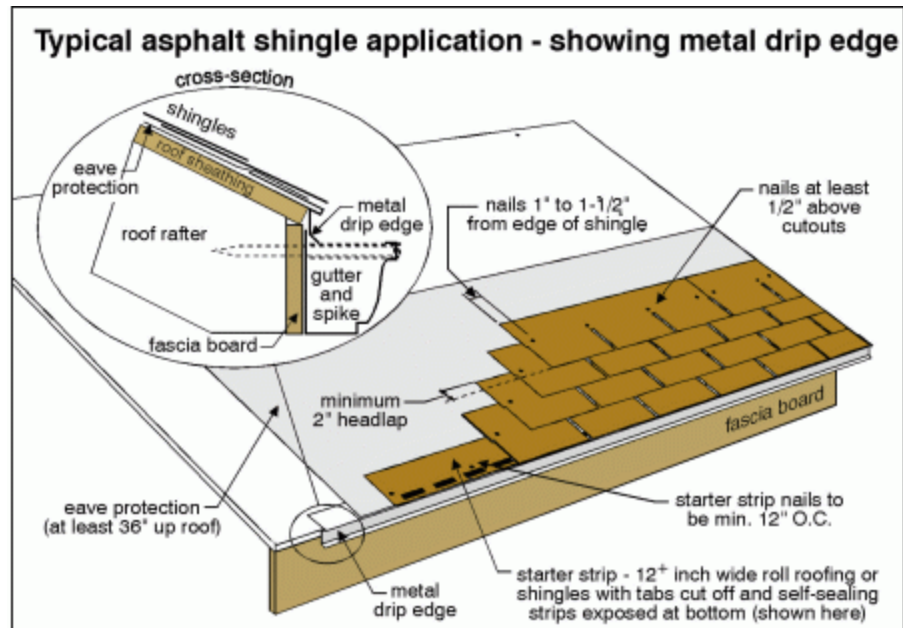 Typical asphalt shingle application - showing metal drip edge
cross-section
shingles
roof sheathing
eave
protection
roof rafter
metal
drip edge
gutter
and
spike
fascia board
nails 1" to 1-1/2"
from edge of shingle
nails at least
1/2" above
cutouts
minimum
2" headlap
fascia board
eave protection
(at least 36" up roof)
starter strip nails to
be min. 12" O.C.
metal
drip edge
starter strip - 12+ inch wide roll roofing or
shingles with tabs cut off and self-sealing
strips exposed at bottom (shown here)